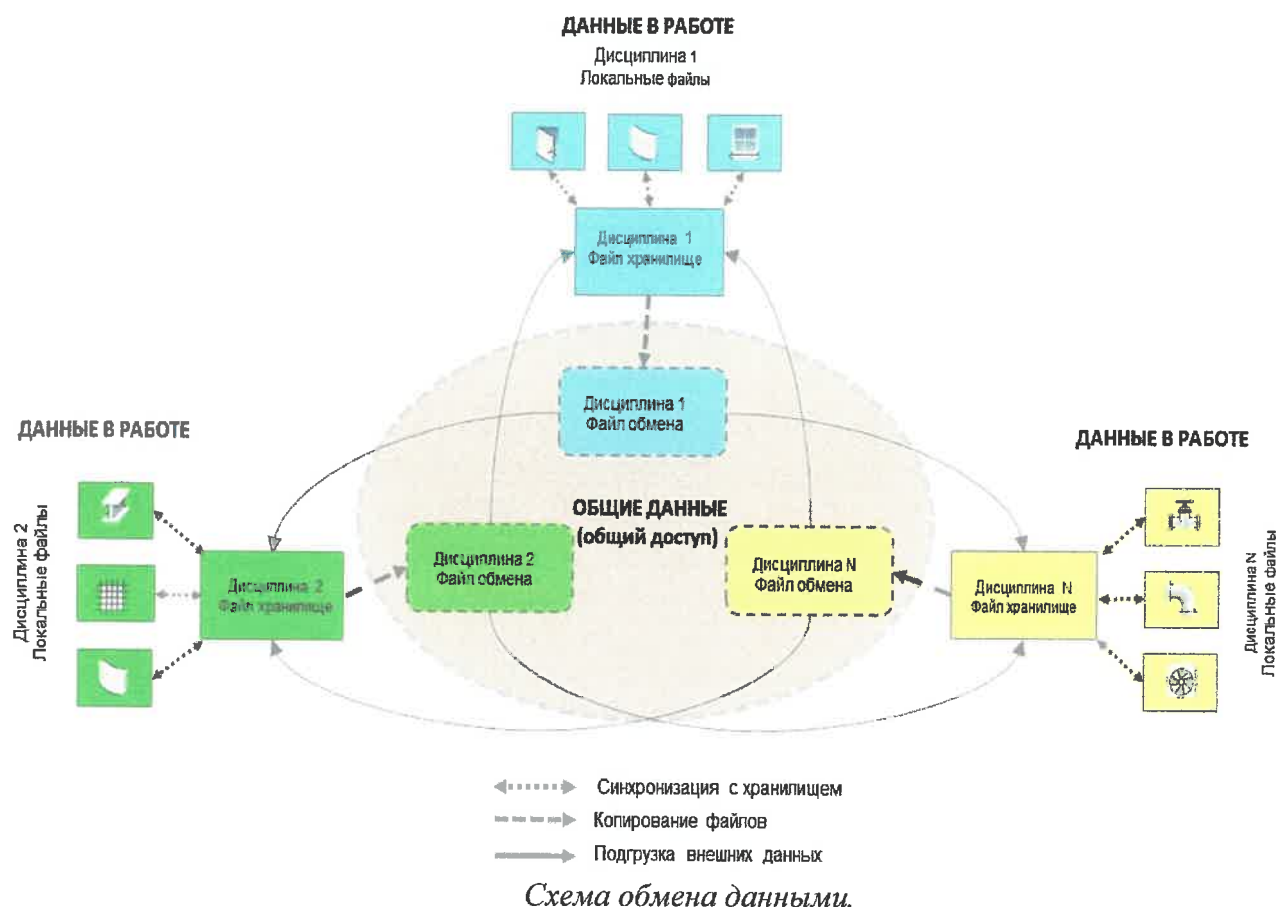 ДАННЫЕ В РАБОТЕ
Дисциплина 1
Локальные файлы
Дисциплина 1
Файл хранилище
Дисциплина 1
Файл обмена
ДАННЫЕ В РАБОТЕ
ДАННЫЕ В РАБОТЕ
ОБЩИЕ ДАННЫЕ
(общий доступ)
Дисциплина 2
Локальные файлы
Дисциплина 2
Файл хранилище
Дисциплина 2
Файл обмена
Дисциплина N
Файл обмена
Дисциплина N
Файл хранилище
Дисциплина N
Локальные файлы
Синхронизация с хранилищем
Копирование файлов
Подгрузка внешних данных
Схема обмена данными.